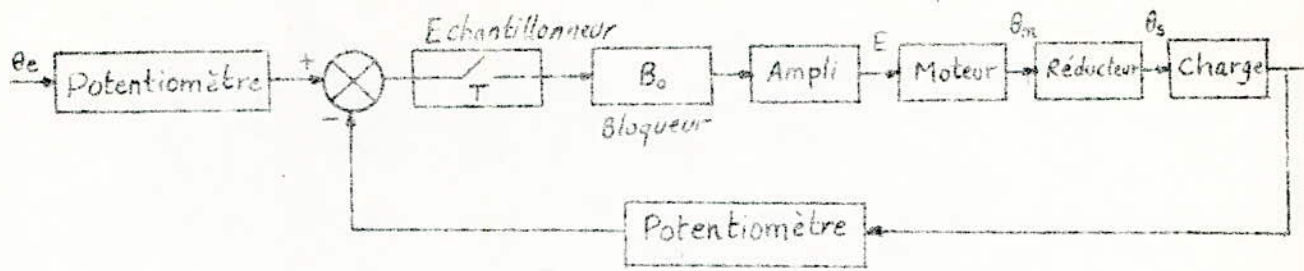 Echantillonneur
θe
Potentiomètre
+
-
T
B₀
Bloqueur
Ampli
E
Moteur
θm
Réducteur
θs
Charge
Potentiomètre